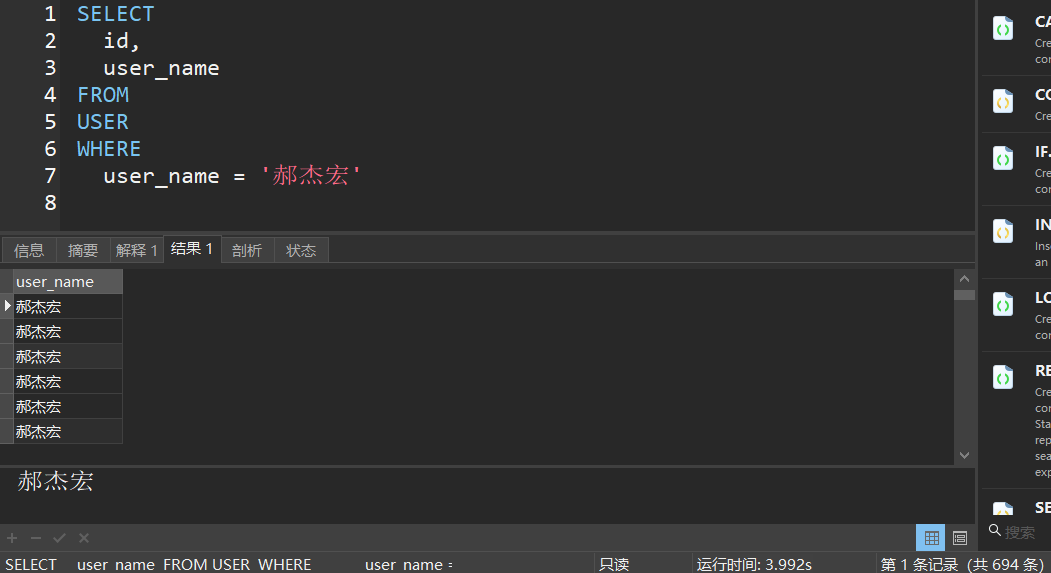 1 SELECT
2 id,
3 user_name
4 FROM
5 USER
6 WHERE
7 user_name = '郝杰宏'
8
信息 摘要 解释 1 结果 1 剖析 状态
user_name
郝杰宏
郝杰宏
郝杰宏
郝杰宏
郝杰宏
郝杰宏
郝杰宏
SELECT user_name FROM USER WHERE user_name = 只读 运行时间: 3.992s 第 1 条记录 (共 694 条)
CA
Cre
cor
CO
Cre
IF.
Cre
cor
IN
Inse
an
LO
Cre
cor
RE
Cre
cor
Sta
rep
sea
exp
SE
搜索